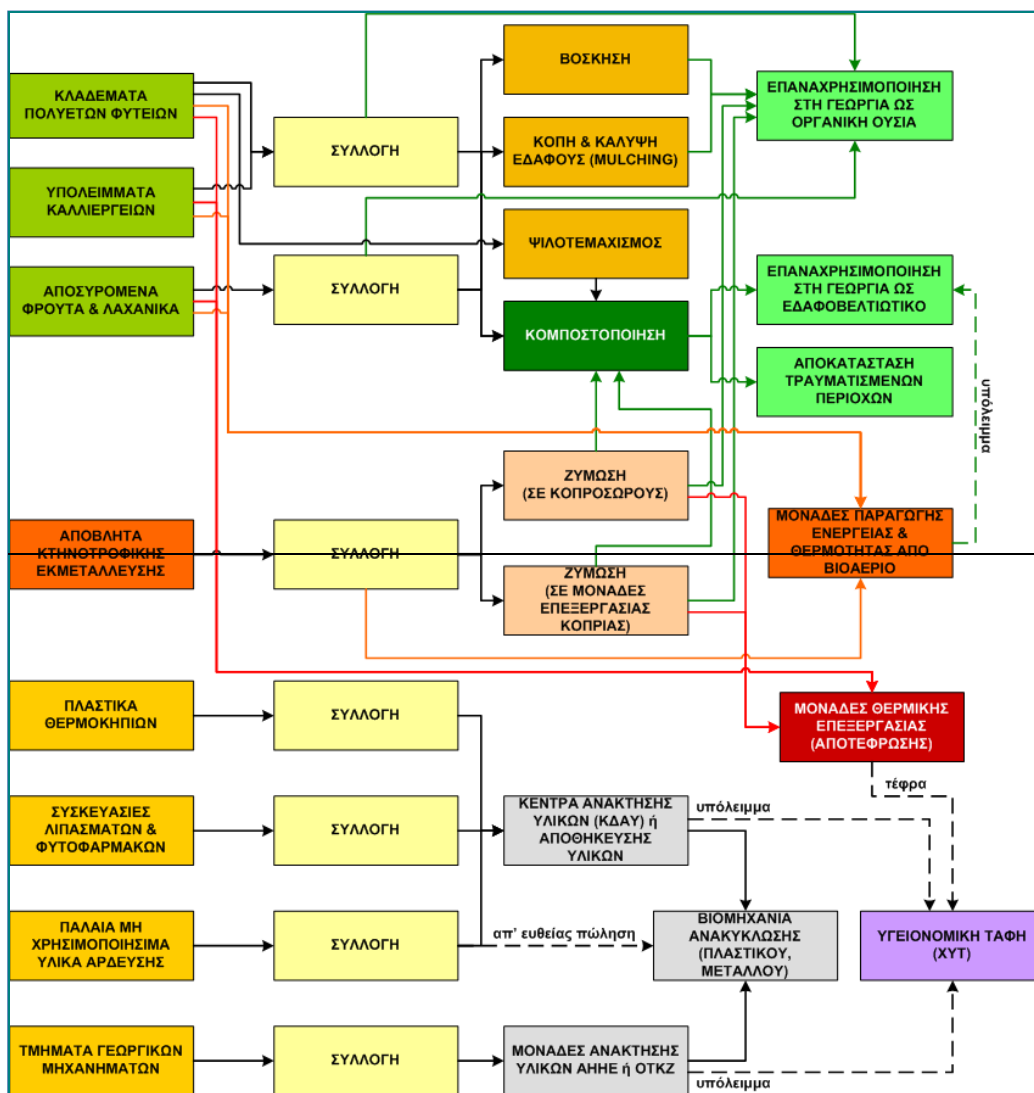 ΚΛΑΔΕΜΑΤΑ
ΠΟΛΥΕΤΩΝ ΦΥΤΕΙΩΝ
ΥΠΟΛΕΙΜΜΑΤΑ
ΚΑΛΛΙΕΡΓΕΙΩΝ
ΑΠΟΣΥΡΟΜΕΝΑ
ΦΡΟΥΤΑ & ΛΑΧΑΝΙΚΑ
ΣΥΛΛΟΓΗ
ΣΥΛΛΟΓΗ
ΒΟΣΚΗΣΗ
ΚΟΠΗ & ΚΑΛΥΨΗ
ΕΔΑΦΟΥΣ (MULCHING)
ΨΙΛΟΤΕΜΑΧΙΣΜΟΣ
ΚΟΜΠΟΣΤΟΠΟΙΗΣΗ
ΕΠΑΝΑΧΡΗΣΙΜΟΠΟΙΗΣΗ
ΣΤΗ ΓΕΩΡΓΙΑ ΩΣ
ΟΡΓΑΝΙΚΗ ΟΥΣΙΑ
ΕΠΑΝΑΧΡΗΣΙΜΟΠΟΙΗΣΗ
ΣΤΗ ΓΕΩΡΓΙΑ ΩΣ
ΕΔΑΦΟΒΕΛΤΙΩΤΙΚΟ
ΑΠΟΚΑΤΑΣΤΑΣΗ
ΤΡΑΥΜΑΤΙΣΜΕΝΩΝ
ΠΕΡΙΟΧΩΝ
υπόλειμμα
ΑΠΟΒΛΗΤΑ
ΚΤΗΝΟΤΡΟΦΙΚΗΣ
ΕΚΜΕΤΑΛΛΕΥΣΗΣ
ΣΥΛΛΟΓΗ
ΖΥΜΩΣΗ
(ΣΕ ΚΟΠΡΟΣΩΡΟΥΣ)
ΖΥΜΩΣΗ
(ΣΕ ΜΟΝΑΔΕΣ
ΕΠΕΞΕΡΓΑΣΙΑΣ
ΚΟΠΡΙΑΣ)
ΜΟΝΑΔΕΣ ΠΑΡΑΓΩΓΗΣ
ΕΝΕΡΓΕΙΑΣ &
ΘΕΡΜΟΤΗΤΑΣ ΑΠΟ
ΒΙΟΑΕΡΙΟ
ΠΛΑΣΤΙΚΑ
ΘΕΡΜΟΚΗΠΙΩΝ
ΣΥΛΛΟΓΗ
ΜΟΝΑΔΕΣ ΘΕΡΜΙΚΗΣ
ΕΠΕΞΕΡΓΑΣΙΑΣ
(ΑΠΟΤΕΦΡΩΣΗΣ)
τέφρα
ΣΥΣΚΕΥΑΣΙΕΣ
ΛΙΠΑΣΜΑΤΩΝ &
ΦΥΤΟΦΑΡΜΑΚΩΝ
ΣΥΛΛΟΓΗ
ΚΕΝΤΡΑ ΑΝΑΚΤΗΣΗΣ
ΥΛΙΚΩΝ (ΚΔΑΥ) ή
ΑΠΟΘΗΚΕΥΣΗΣ
ΥΛΙΚΩΝ
υπόλειμμα
ΠΑΛΑΙΑ ΜΗ
ΧΡΗΣΙΜΟΠΟΙΗΣΙΜΑ
ΥΛΙΚΑ ΑΡΔΕΥΣΗΣ
ΣΥΛΛΟΓΗ
απ' ευθείας πώληση
ΒΙΟΜΗΧΑΝΙΑ
ΑΝΑΚΥΚΛΩΣΗΣ
(ΠΛΑΣΤΙΚΟΥ,
ΜΕΤΑΛΛΟΥ)
ΥΓΕΙΟΝΟΜΙΚΗ ΤΑΦΗ
(ΧΥΤ)
ΤΜΗΜΑΤΑ ΓΕΩΡΓΙΚΩΝ
ΜΗΧΑΝΗΜΑΤΩΝ
ΣΥΛΛΟΓΗ
ΜΟΝΑΔΕΣ ΑΝΑΚΤΗΣΗΣ
ΥΛΙΚΩΝ ΑΗΗΕ ή ΟΤΚΖ
υπόλειμμα